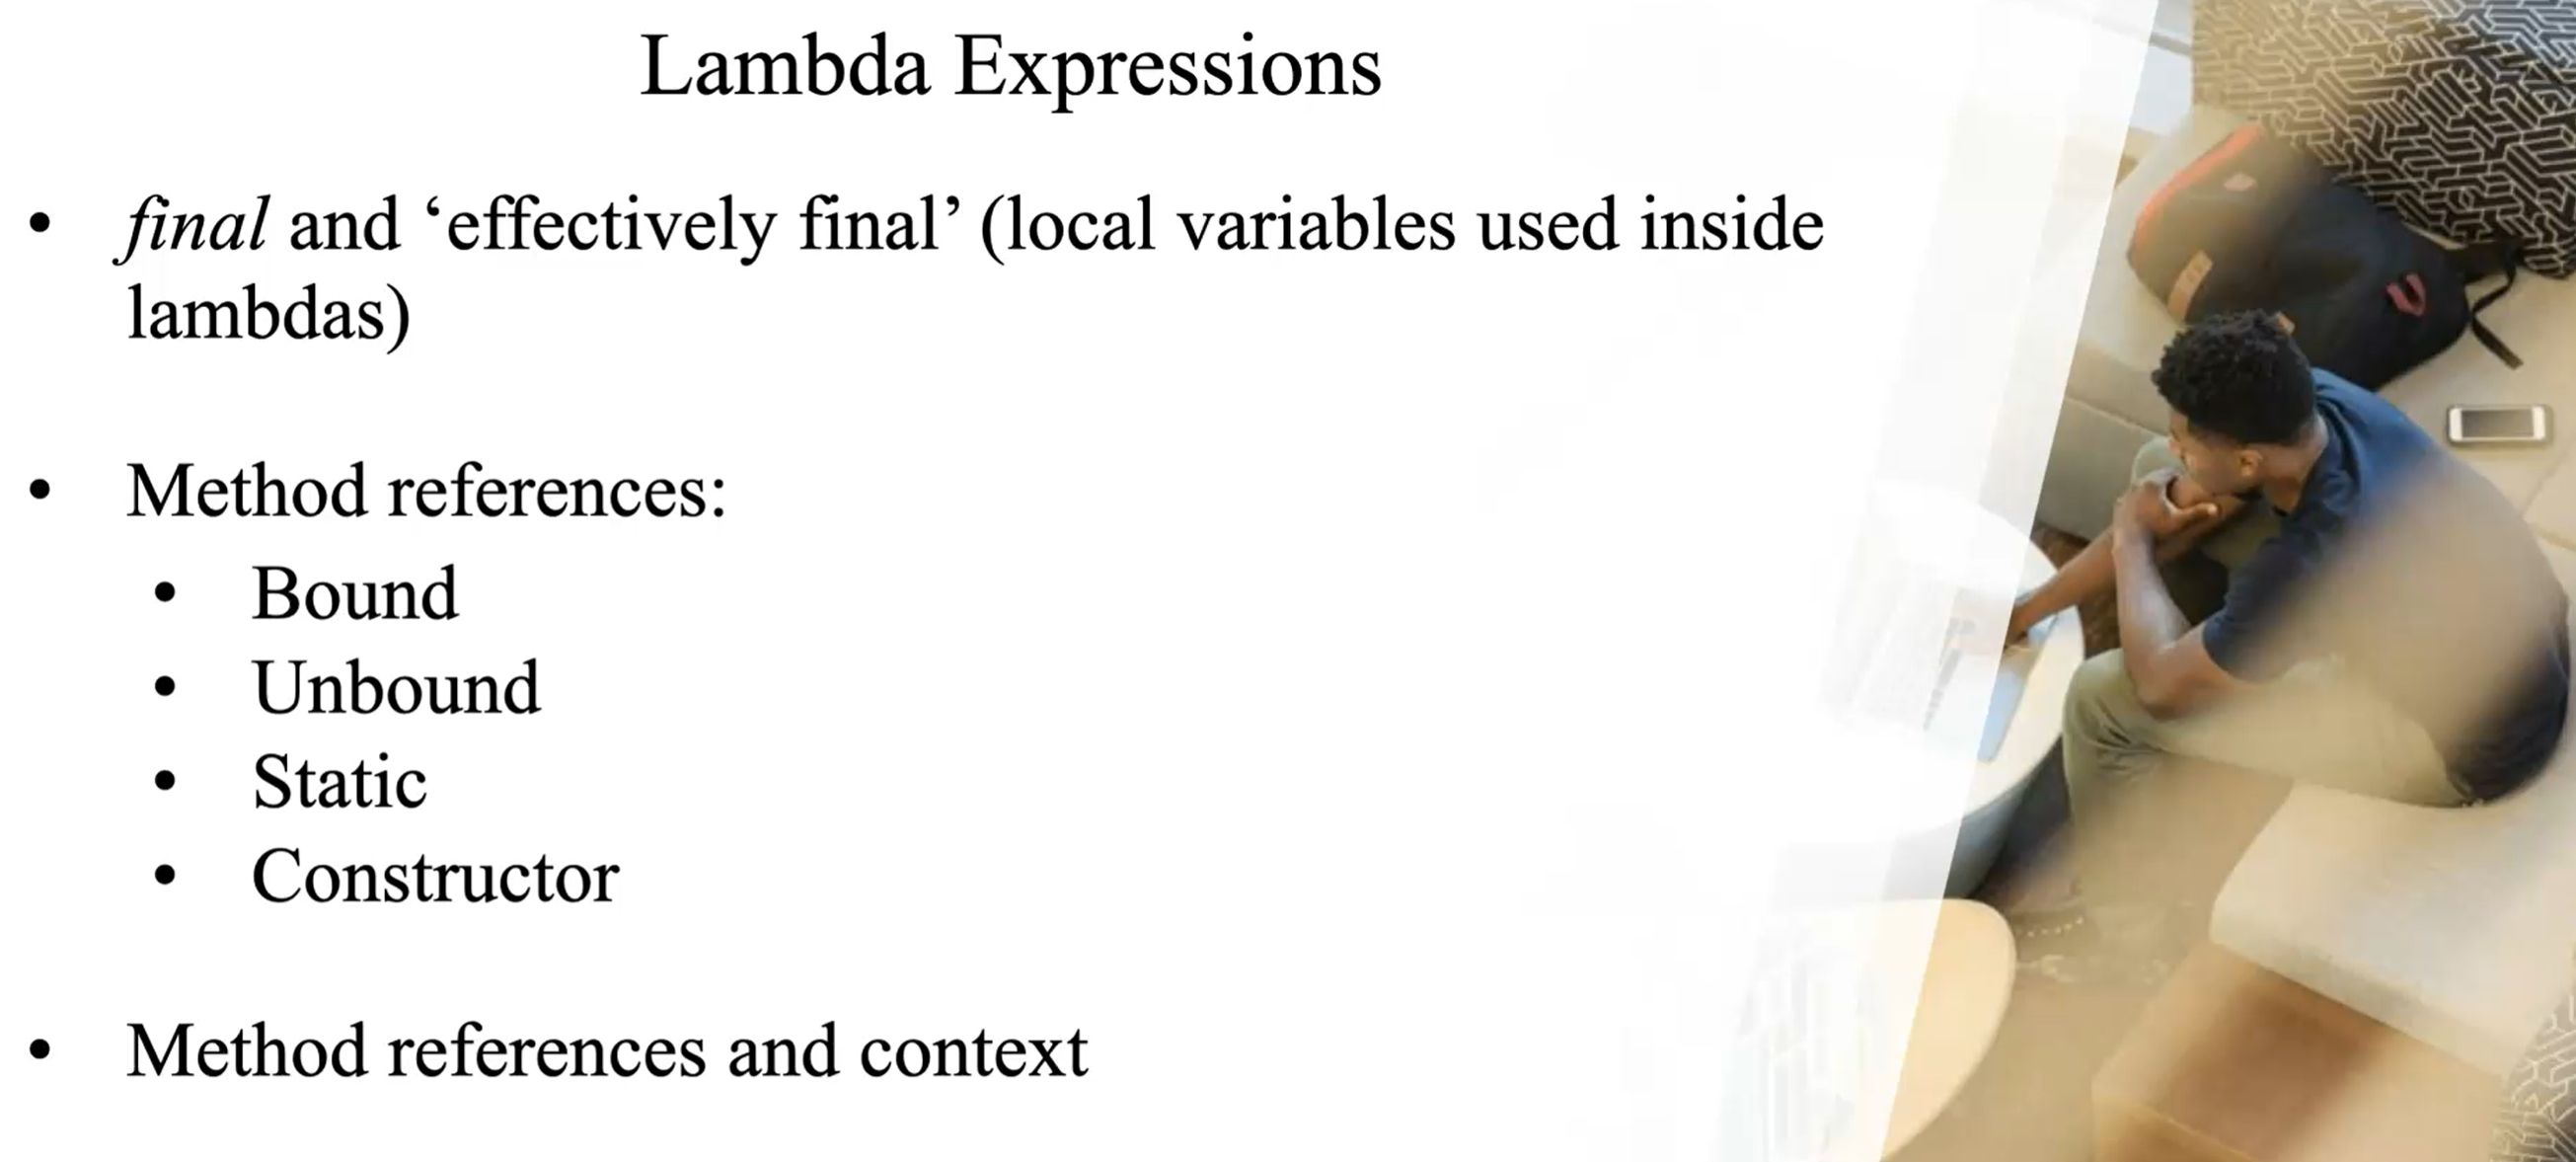 Lambda Expressions
• final and ‘effectively final’ (local variables used inside
lambdas)
• Method references:
• Bound
• Unbound
• Static
• Constructor
• Method references and context